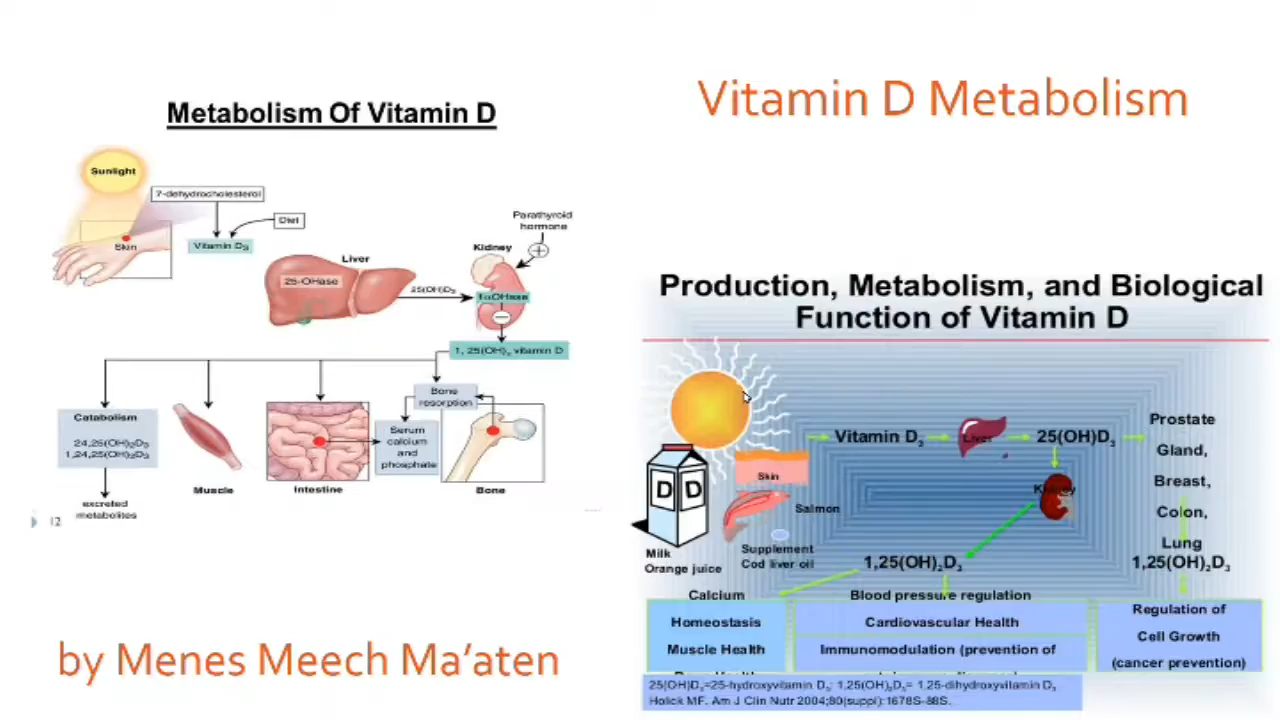 Vitamin D Metabolism
Metabolism Of Vitamin D
Sunlight
7-dehydrocholesterol
Diet
Skin
Vitamin D3
Parathyroid
hormone
Kidney
Liver
25-OHase
25(OH)D3
1αOHase
1, 25(OH)2 vitamin D
Bone
resorption
Catabolism
24,25(OH)2D3
1,24,25(OH)2D3
Serum
calcium
and
phosphate
Muscle
Intestine
Bone
excreted
metabolites
12
Production, Metabolism, and Biological
Function of Vitamin D
Vitamin D3
Liver
25(OH)D3
Prostate
Gland,
Breast,
Colon,
Lung
1,25(OH)2D3
Skin
Kidney
D D
Salmon
Milk
Orange juice
Supplement
Cod liver oil
1,25(OH)2D3
Calcium
Homeostasis
Muscle Health
Blood pressure regulation
Cardiovascular Health
Immunomodulation (prevention of
Regulation of
Cell Growth
(cancer prevention)
25(OH)D3=25-hydroxyvitamin D3; 1,25(OH)2D3= 1,25-dihydroxyvitamin D3
Holick MF. Am J Clin Nutr 2004;80(suppl):1678S-88S.
by Menes Meech Ma’aten